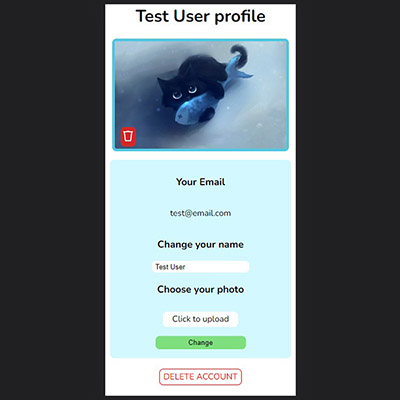 Test User profile
Your Email
test@email.com
Change your name
Test User
Choose your photo
Click to upload
Change
DELETE ACCOUNT